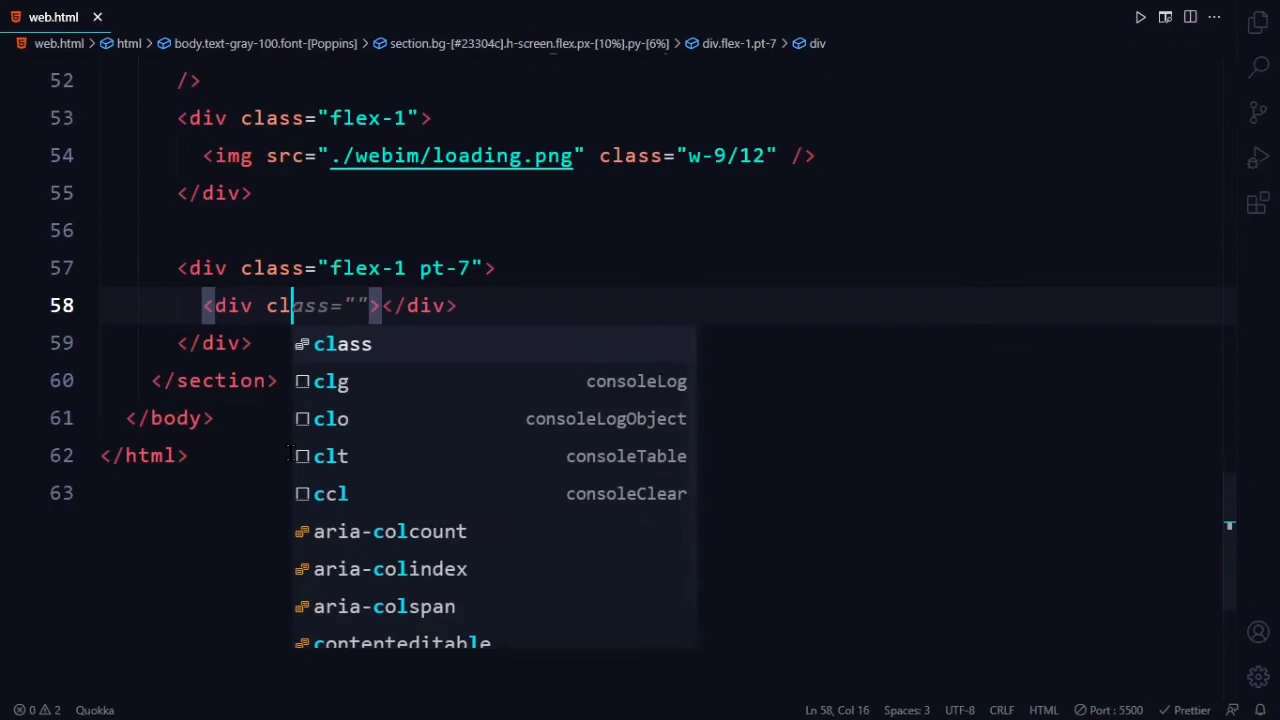 web.html
web.html html body.text-gray-100.font-[Poppins] section.bg-[#23304c].h-screen.flex.px-[10%].py-[6%] div.flex-1.pt-7 div
52 />
53 <div class="flex-1">
54 <img src="./webim/loading.png" class="w-9/12" />
55 </div>
56
57 <div class="flex-1 pt-7">
58 <div class=""></div>
59 </div>
60 </section>
61 </body>
62 </html>
63
class
clg consoleLog
clo consoleLogObject
clt consoleTable
ccl consoleClear
aria-colcount
aria-colindex
aria-colspan
contenteditable
0 2 Quokka Ln 58, Col 16 Spaces: 3 UTF-8 CRLF HTML Port : 5500 Prettier